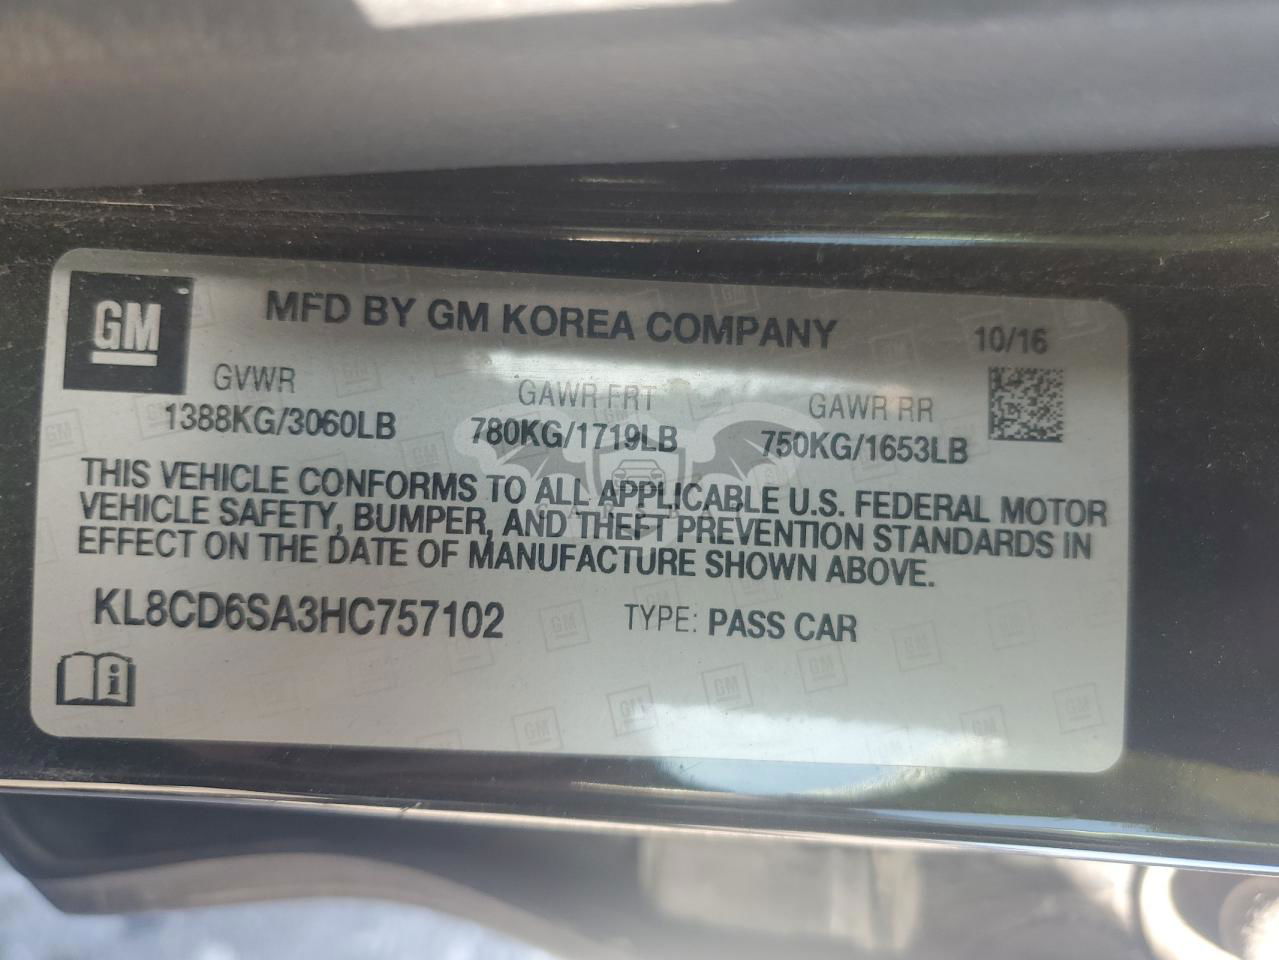 GM
MFD BY GM KOREA COMPANY
10/16
GVWR
GAWR FRT
GAWR RR
1388KG/3060LB
780KG/1719LB
750KG/1653LB
THIS VEHICLE CONFORMS TO ALL APPLICABLE U.S. FEDERAL MOTOR
VEHICLE SAFETY, BUMPER, AND THEFT PREVENTION STANDARDS IN
EFFECT ON THE DATE OF MANUFACTURE SHOWN ABOVE.
KL8CD6SA3HC757102
TYPE: PASS CAR